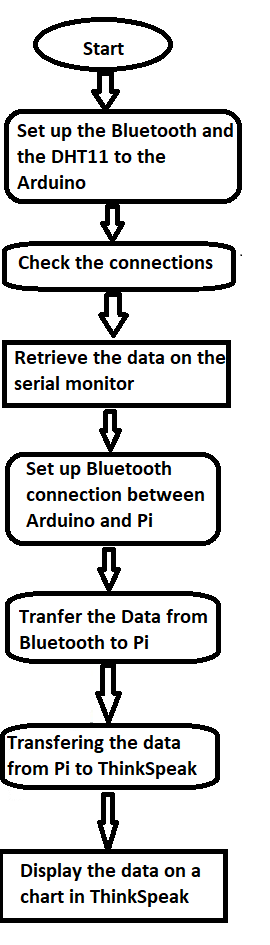 Start
Set up the Bluetooth and
the DHT11 to the
Arduino
Check the connections
Retrieve the data on the
serial monitor
Set up Bluetooth
connection between
Arduino and Pi
Tranfer the Data from
Bluetooth to Pi
Transfering the data
from Pi to ThinkSpeak
Display the data on a
chart in ThinkSpeak